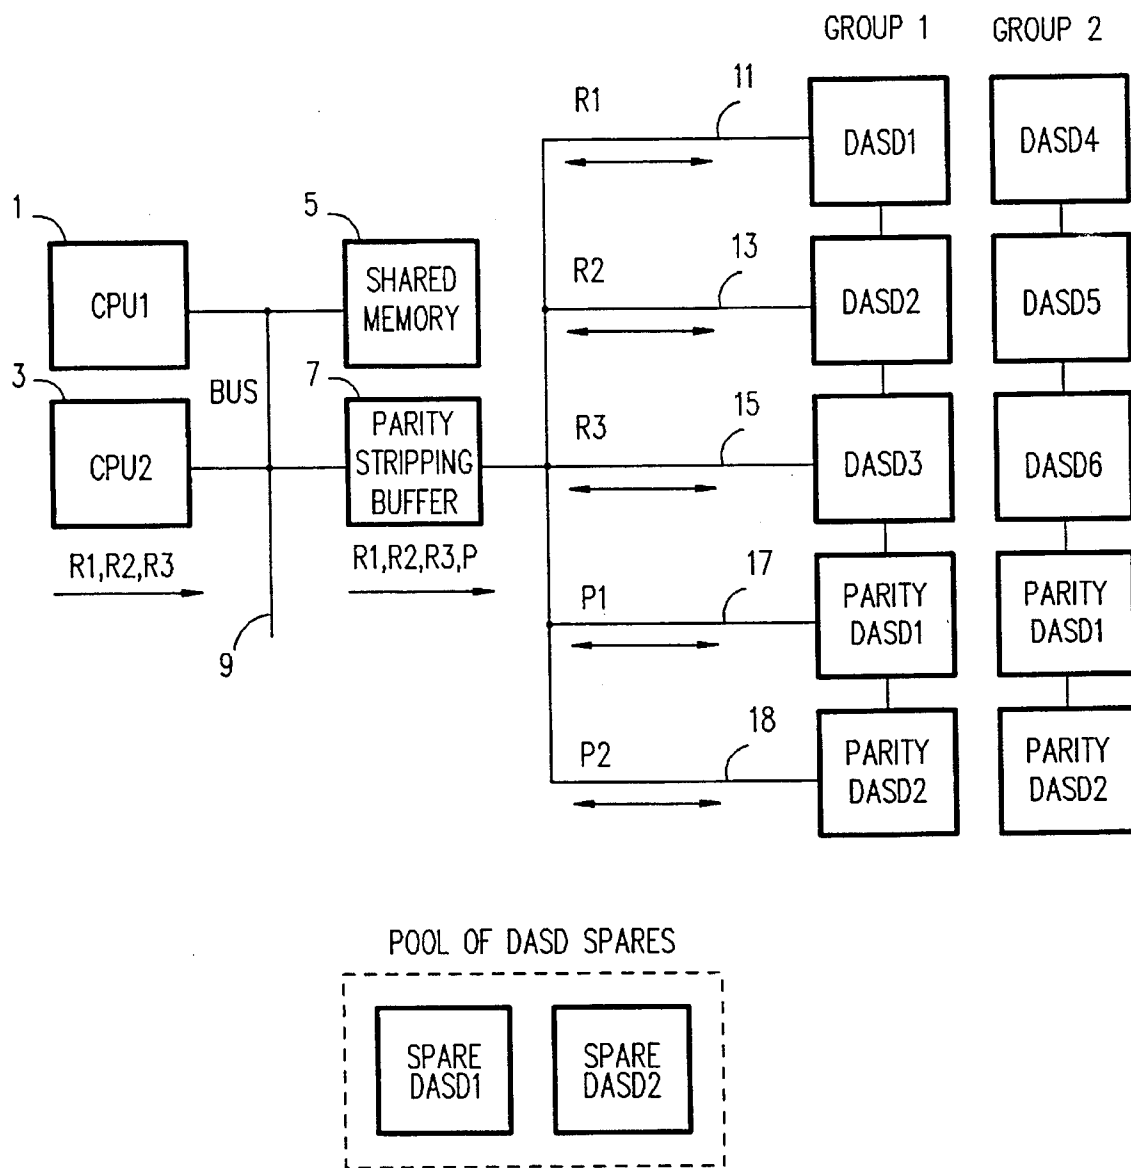 GROUP 1 GROUP 2
R1 11
DASD1 DASD4
1 5
R2 13
CPU1
SHARED
MEMORY
DASD2 DASD5
3 BUS 7
R3 15
CPU2
PARITY
STRIPPING
BUFFER
DASD3 DASD6
R1,R2,R3 R1,R2,R3,P
P1 17
PARITY
DASD1
PARITY
DASD1
9
P2 18
PARITY
DASD2
PARITY
DASD2
POOL OF DASD SPARES
SPARE
DASD1
SPARE
DASD2